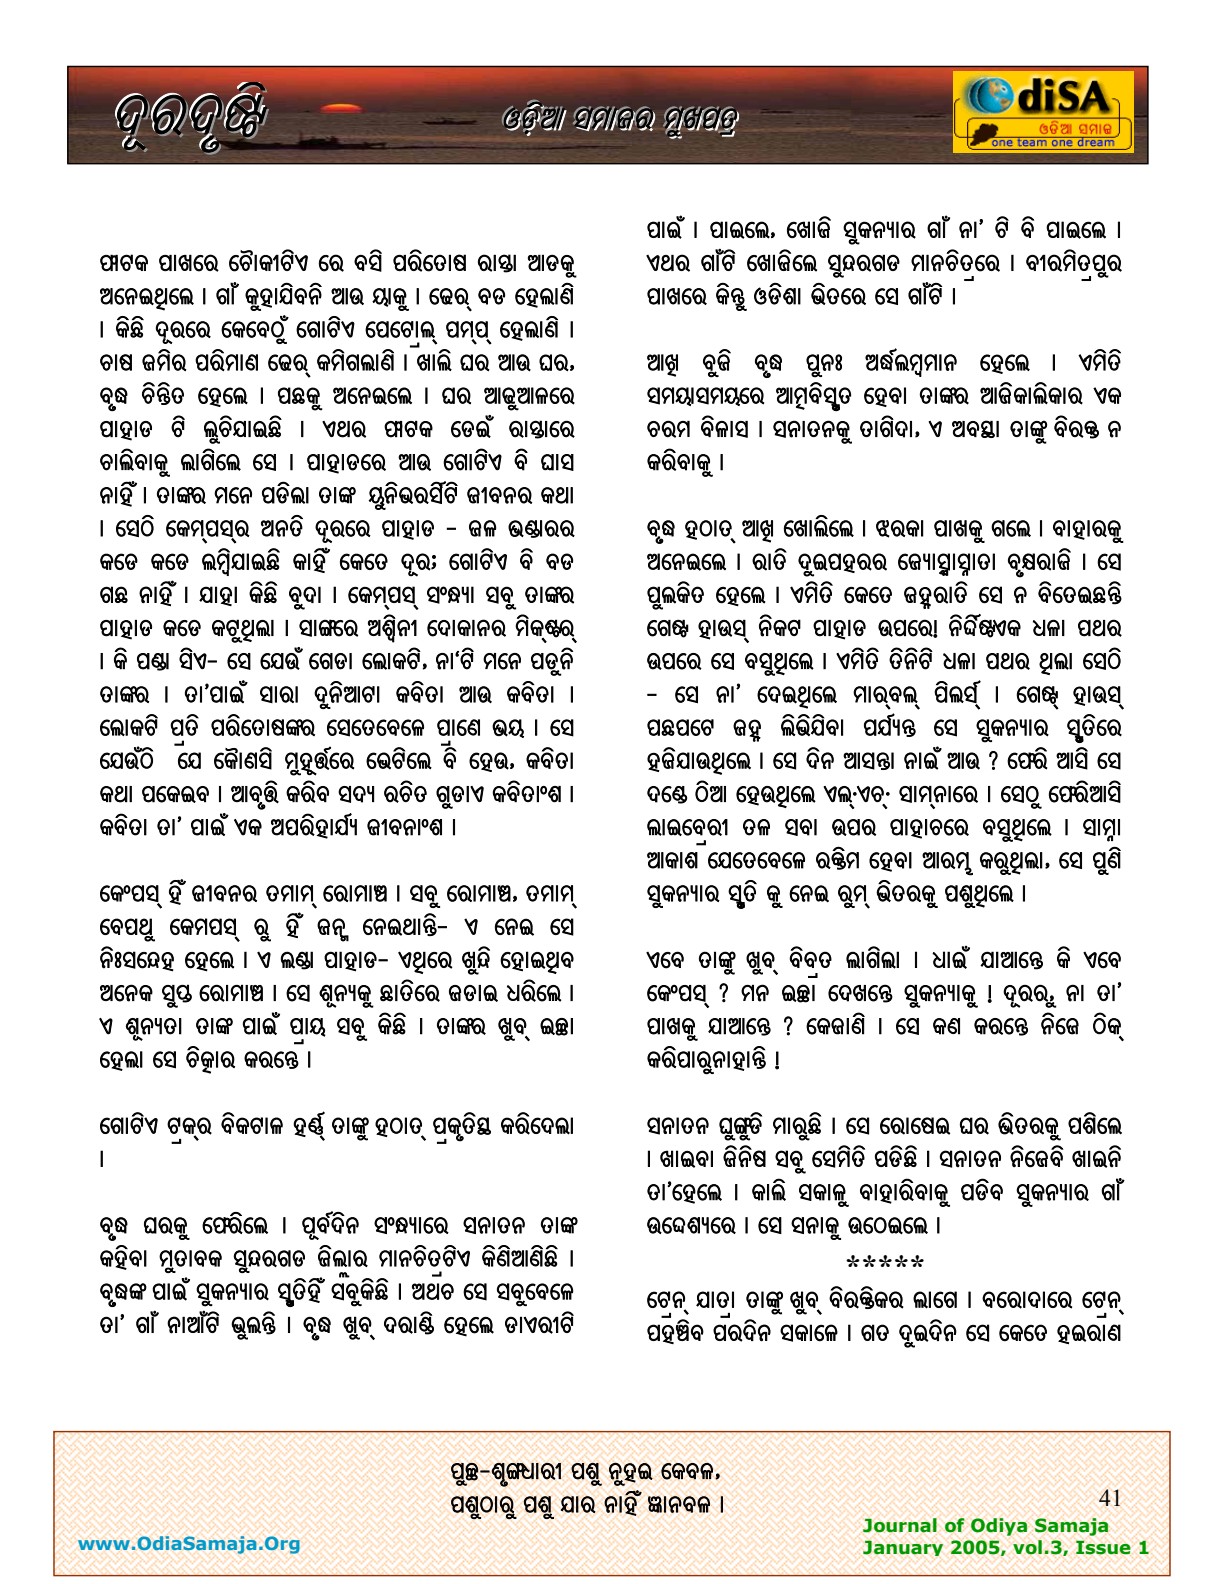 ଦୂରଦୃଷ୍ଟି
ଓଡ଼ିଆ ସମାଜର ମୁଖପତ୍ର
OdiSA
ଓଡିଆ ସମାଜ
one team one dream
ଫାଟକ ପାଖରେ ଚୌକୀଟିଏ ରେ ବସି ପରିତୋଷ ରାସ୍ତା ଆଡକୁ
ଅନେଇଥିଲେ । ଗାଁ କୁହାଯିବନି ଆଉ ୟାକୁ । ଢେର୍ ବଡ ହେଲାଣି
। କିଛି ଦୂରରେ କେବେଠୁଁ ଗୋଟିଏ ପେଟ୍ରୋଲ୍ ପମ୍ପ୍ ହେଲାଣି ।
ଚାଷ ଜମିର ପରିମାଣ ଢେର୍ କମିଗଲାଣି । ଖାଲି ଘର ଆଉ ଘର,
ବୃଦ୍ଧ ଚିନ୍ତିତ ହେଲେ । ପଛକୁ ଅନେଇଲେ । ଘର ଆଢୁଆଳରେ
ପାହାଡ ଟି ଲୁଚିଯାଇଛି । ଏଥର ଫାଟକ ଡେଇଁ ରାସ୍ତାରେ
ଚାଲିବାକୁ ଲାଗିଲେ ସେ । ପାହାଡରେ ଆଉ ଗୋଟିଏ ବି ଘାସ
ନାହିଁ । ତାଙ୍କର ମନେ ପଡିଲା ତାଙ୍କ ୟୁନିଭରସିଟି ଜୀବନର କଥା
। ସେଠି କେମ୍ପସ୍‌ର ଅନତି ଦୂରରେ ପାହାଡ – ଜଳ ଭଣ୍ଡାରର
କଡେ କଡେ ଲମ୍ବିଯାଇଛି କାହିଁ କେତେ ଦୂର; ଗୋଟିଏ ବି ବଡ
ଗଛ ନାହିଁ । ଯାହା କିଛି ବୁଦା । କେମ୍ପସ୍ ସଂନ୍ଧ୍ୟା ସବୁ ତାଙ୍କର
ପାହାଡ କଡେ କଟୁଥିଲା । ସାଙ୍ଗରେ ଅଶ୍ୱିନୀ ଦୋକାନର ମିକ୍ଷ୍ଚର୍
। କି ପଣ୍ଡା ସିଏ– ସେ ଯେଉଁ ଗେଡା ଲୋକଟି, ନା‘ଟି ମନେ ପଡୁନି
ତାଙ୍କର । ତା’ପାଇଁ ସାରା ଦୁନିଆଟା କବିତା ଆଉ କବିତା ।
ଲୋକଟି ପ୍ରତି ପରିତୋଷଙ୍କର ସେତେବେଳେ ପ୍ରାଣେ ଭୟ । ସେ
ଯେଉଁଠି ଯେ କୌଣସି ମୁହୂର୍ତ୍ତରେ ଭେଟିଲେ ବି ହେଉ, କବିତା
କଥା ପକେଇବ । ଆବୃତ୍ତି କରିବ ସଦ୍ୟ ରଚିତ ଗୁଡାଏ କବିତାଂଶ ।
କବିତା ତା’ ପାଇଁ ଏକ ଅପରିହାର୍ଯ୍ୟ ଜୀବନାଂଶ ।
କେଂପସ୍ ହିଁ ଜୀବନର ତମାମ୍ ରୋମାଞ୍ଚ । ସବୁ ରୋମାଞ୍ଚ, ତମାମ୍
ବେପଥୁ କେମପସ୍ ରୁ ହିଁ ଜନ୍ମ ନେଇଥାନ୍ତି– ଏ ନେଇ ସେ
ନିଃସନ୍ଦେହ ହେଲେ । ଏ ଲଣ୍ଡା ପାହାଡ– ଏଥିରେ ଖୁନ୍ଦି ହୋଇଥିବ
ଅନେକ ସୁପ୍ତ ରୋମାଞ୍ଚ । ସେ ଶୂନ୍ୟକୁ ଛାତିରେ ଜଡାଇ ଧରିଲେ ।
ଏ ଶୂନ୍ୟତା ତାଙ୍କ ପାଇଁ ପ୍ରାୟ ସବୁ କିଛି । ତାଙ୍କର ଖୁବ୍ ଇଚ୍ଛା
ହେଲା ସେ ଚିତ୍କାର କରନ୍ତେ ।
ଗୋଟିଏ ଟ୍ରକ୍‌ର ବିକଟାଳ ହର୍ଣ୍ଣ୍ ତାଙ୍କୁ ହଠାତ୍ ପ୍ରକୃତିସ୍ଥ କରିଦେଲା
।
ବୃଦ୍ଧ ଘରକୁ ଫେରିଲେ । ପୂର୍ବଦିନ ସଂନ୍ଧ୍ୟାରେ ସନାତନ ତାଙ୍କ
କହିବା ମୁତାବକ ସୁନ୍ଦରଗଡ ଜିଲ୍ଲାର ମାନଚିତ୍ରଟିଏ କିଣିଆଣିଛି ।
ବୃଦ୍ଧଙ୍କ ପାଇଁ ସୁକନ୍ୟାର ସ୍ମୃତିହିଁ ସବୁକିଛି । ଅଥଚ ସେ ସବୁବେଳେ
ତା’ ଗାଁ ନାଆଁଟି ଭୁଲନ୍ତି । ବୃଦ୍ଧ ଖୁବ୍ ଦରାଣ୍ଡି ହେଲେ ଡାଏରୀଟି
ପାଇଁ । ପାଇଲେ, ଖୋଜି ସୁକନ୍ୟାର ଗାଁ ନା’ ଟି ବି ପାଇଲେ ।
ଏଥର ଗାଁଟି ଖୋଜିଲେ ସୁନ୍ଦରଗଡ ମାନଚିତ୍ରରେ । ବୀରମିତ୍ରପୁର
ପାଖରେ କିନ୍ତୁ ଓଡିଶା ଭିତରେ ସେ ଗାଁଟି ।
ଆଖି ବୁଜି ବୃଦ୍ଧ ପୁନଃ ଅର୍ଦ୍ଧଲମ୍ବମାନ ହେଲେ । ଏମିତି
ସମୟାସମୟରେ ଆତ୍ମବିସ୍ମୃତ ହେବା ତାଙ୍କର ଆଜିକାଲିକାର ଏକ
ଚରମ ବିଳାସ । ସନାତନକୁ ତାଗିଦା, ଏ ଅବସ୍ଥା ତାଙ୍କୁ ବିରକ୍ତ ନ
କରିବାକୁ ।
ବୃଦ୍ଧ ହଠାତ୍ ଆଖି ଖୋଲିଲେ । ଝରକା ପାଖକୁ ଗଲେ । ବାହାରକୁ
ଅନେଇଲେ । ରାତି ଦୁଇପହରର ଜ୍ୟୋସ୍ନାସ୍ନାତା ବୃକ୍ଷରାଜି । ସେ
ପୁଲକିତ ହେଲେ । ଏମିତି କେତେ ଜହ୍ନରାତି ସେ ନ ବିତେଇଛନ୍ତି
ଗେଷ୍ଟ ହାଉସ୍ ନିକଟ ପାହାଡ ଉପରେ! ନିର୍ଦ୍ଦିଷ୍ଟଏକ ଧଳା ପଥର
ଉପରେ ସେ ବସୁଥିଲେ । ଏମିତି ତିନିଟି ଧଳା ପଥର ଥିଲା ସେଠି
– ସେ ନା’ ଦେଇଥିଲେ ମାର୍ବଲ୍ ପିଲର୍ସ୍ । ଗେଷ୍ଟ୍ ହାଉସ୍
ପଛପଟେ ଜହ୍ନ ଲିଭିଯିବା ପର୍ଯ୍ୟନ୍ତ ସେ ସୁକନ୍ୟାର ସ୍ମୃତିରେ
ହଜିଯାଉଥିଲେ । ସେ ଦିନ ଆସନ୍ତା ନାଇଁ ଆଉ ? ଫେରି ଆସି ସେ
ଦଣ୍ଡେ ଠିଆ ହେଉଥିଲେ ଏଲ୍·ଏଚ୍· ସାମ୍ନାରେ । ସେଠୁ ଫେରିଆସି
ଲାଇବ୍ରେରୀ ତଳ ସବା ଉପର ପାହାଚରେ ବସୁଥିଲେ । ସାମ୍ନା
ଆକାଶ ଯେତେବେଳେ ରକ୍ତିମ ହେବା ଆରମ୍ଭ କରୁଥିଲା, ସେ ପୁଣି
ସୁକନ୍ୟାର ସ୍ମୃତି କୁ ନେଇ ରୁମ୍ ଭିତରକୁ ପଶୁଥିଲେ ।
ଏବେ ତାଙ୍କୁ ଖୁବ୍ ବିବ୍ରତ ଲାଗିଲା । ଧାଇଁ ଯାଆନ୍ତେ କି ଏବେ
କେଂପସ୍ ? ମନ ଇଚ୍ଛା ଦେଖନ୍ତେ ସୁକନ୍ୟାକୁ ! ଦୂରରୁ, ନା ତା’
ପାଖକୁ ଯାଆନ୍ତେ ? କେଜାଣି । ସେ କଣ କରନ୍ତେ ନିଜେ ଠିକ୍
କରିପାରୁନାହାନ୍ତି !
ସନାତନ ଘୁଙ୍ଗୁଡି ମାରୁଛି । ସେ ରୋଷେଇ ଘର ଭିତରକୁ ପଶିଲେ
। ଖାଇବା ଜିନିଷ ସବୁ ସେମିତି ପଡିଛି । ସନାତନ ନିଜେବି ଖାଇନି
ତା’ହେଲେ । କାଲି ସକାଳୁ ବାହାରିବାକୁ ପଡିବ ସୁକନ୍ୟାର ଗାଁ
ଉଦ୍ଦେଶ୍ୟରେ । ସେ ସନାକୁ ଉଠେଇଲେ ।
*****
ଟ୍ରେନ୍ ଯାତ୍ରା ତାଙ୍କୁ ଖୁବ୍ ବିରକ୍ତିକର ଲାଗେ । ବରୋଦାରେ ଟ୍ରେନ୍
ପହଞ୍ଚିବ ପରଦିନ ସକାଳେ । ଗତ ଦୁଇଦିନ ସେ କେତେ ହଇରାଣ
ପୁଚ୍ଛ–ଶୃଙ୍ଗଧାରୀ ପଶୁ ନୁହଇ କେବଳ,
ପଶୁଠାରୁ ପଶୁ ଯାର ନାହିଁ ଜ୍ଞାନବଳ ।
41
www.OdiaSamaja.Org
Journal of Odiya Samaja
January 2005, vol.3, Issue 1